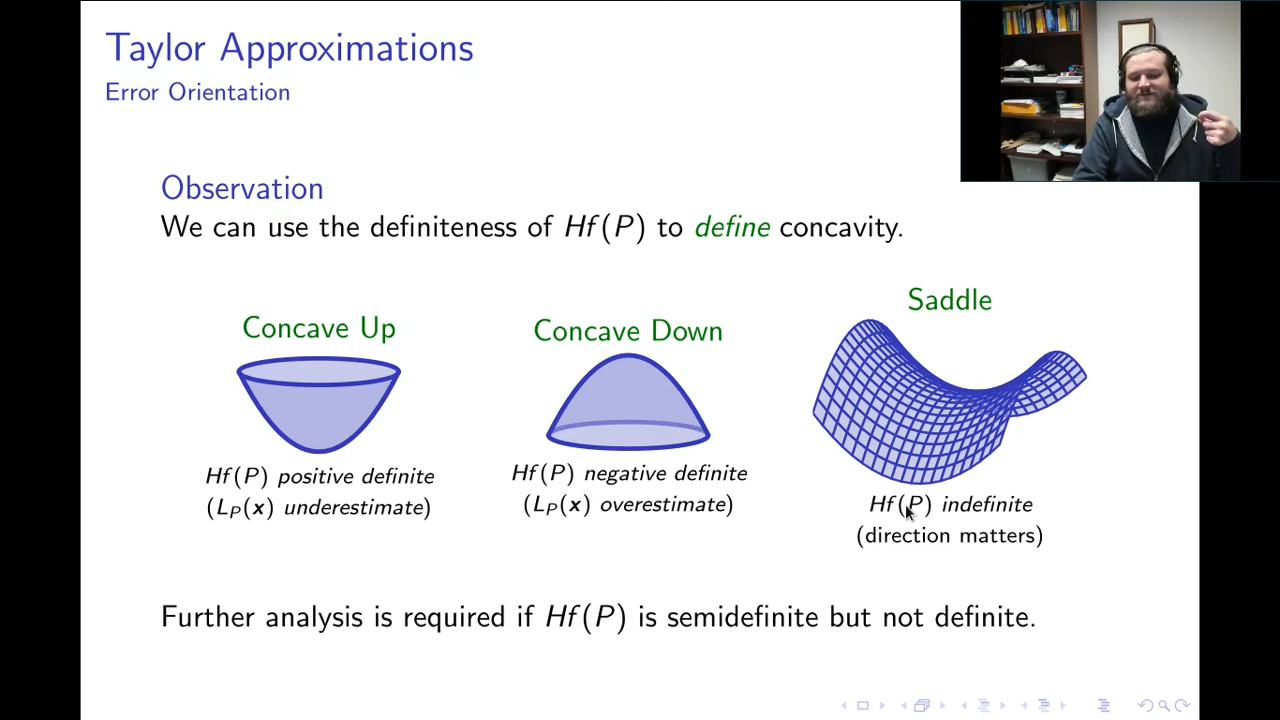 Taylor Approximations
Error Orientation
Observation
We can use the definiteness of Hf(P) to define concavity.
Concave Up
Hf(P) positive definite
(L_P(x) underestimate)
Concave Down
Hf(P) negative definite
(L_P(x) overestimate)
Saddle
Hf(P) indefinite
(direction matters)
Further analysis is required if Hf(P) is semidefinite but not definite.